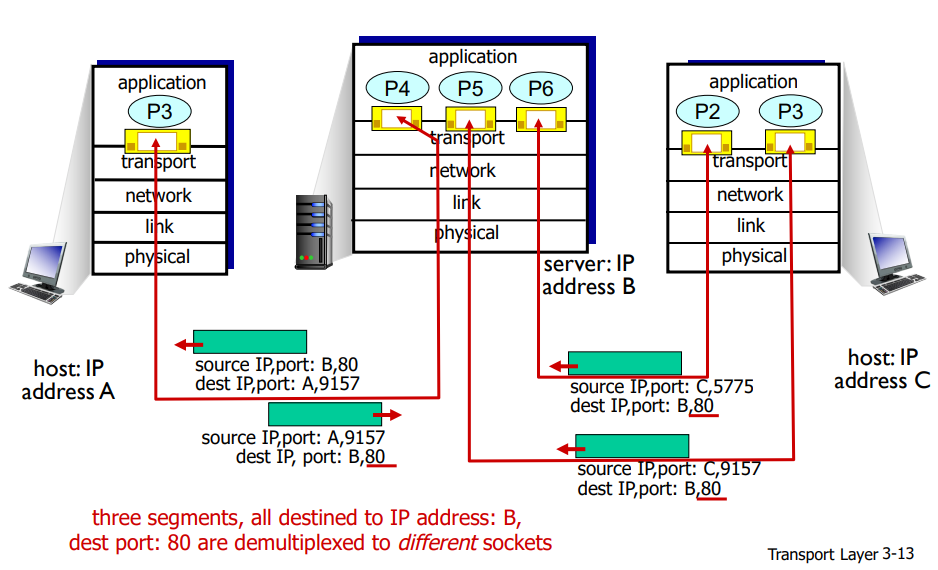 application
P3
transport
network
link
physical
host: IP
address A
application
P4
P5
P6
transport
network
link
physical
server: IP
address B
application
P2
P3
transport
network
link
physical
host: IP
address C
source IP,port: B,80
dest IP,port: A,9157
source IP,port: A,9157
dest IP, port: B,80
source IP,port: C,5775
dest IP,port: B,80
source IP,port: C,9157
dest IP,port: B,80
three segments, all destined to IP address: B,
dest port: 80 are demultiplexed to different sockets
Transport Layer 3-13